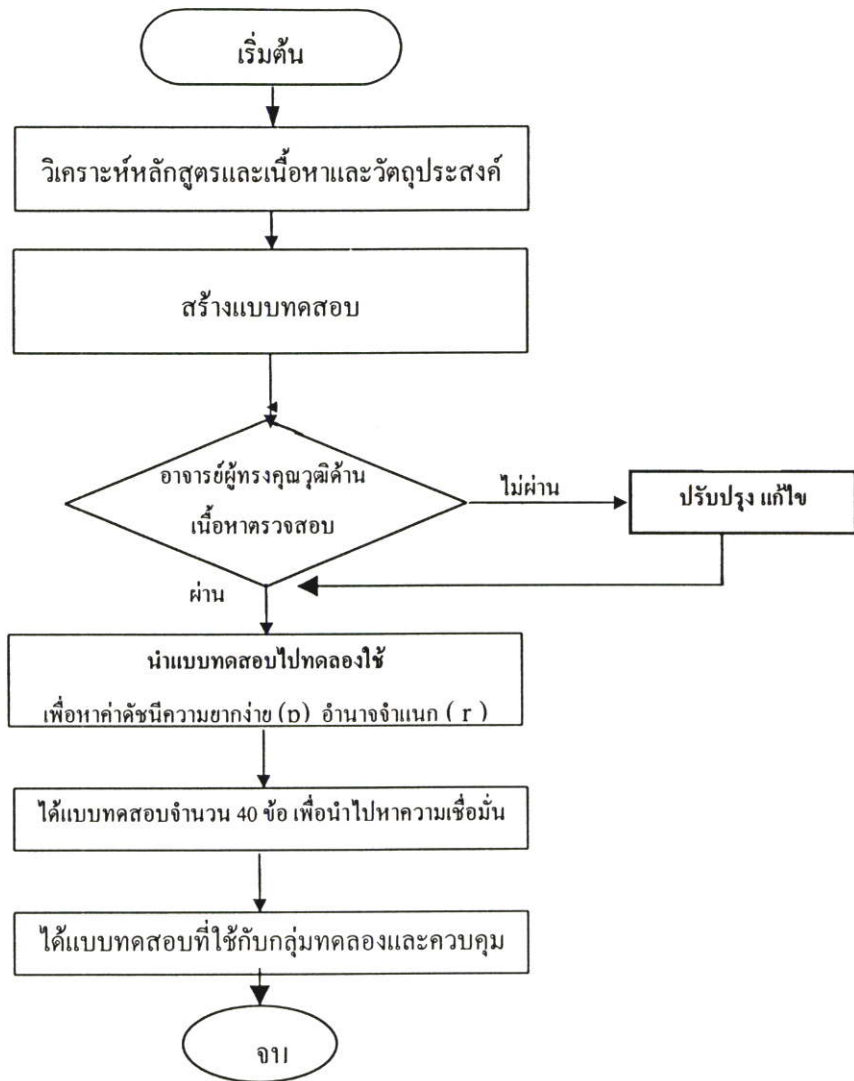 เริ่มต้น
วิเคราะห์หลักสูตรและเนื้อหาและวัตถุประสงค์
สร้างแบบทดสอบ
อาจารย์ผู้ทรงคุณวุฒิด้าน
เนื้อหาตรวจสอบ
ไม่ผ่าน
ปรับปรุง แก้ไข
ผ่าน
นำแบบทดสอบไปทดลองใช้
เพื่อหาค่าดัชนีความยากง่าย (p) อำนาจจำแนก ( r )
ได้แบบทดสอบจำนวน 40 ข้อ เพื่อนำไปหาความเชื่อมั่น
ได้แบบทดสอบที่ใช้กับกลุ่มทดลองและควบคุม
จบ